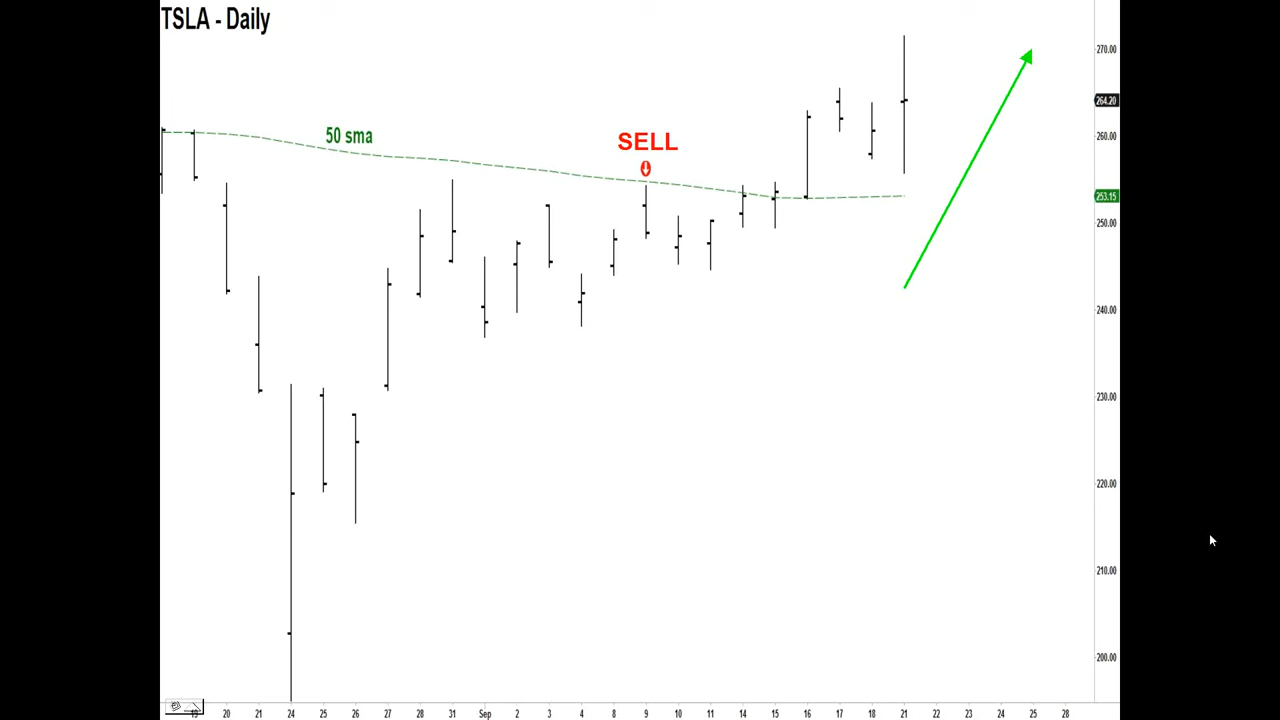 TSLA - Daily
50 sma
SELL
270.00
264.20
260.00
253.15
250.00
240.00
230.00
220.00
210.00
200.00
19 20 21 24 25 26 27 28 31 Sep 2 3 4 8 9 10 11 14 15 16 17 18 21 22 23 24 25 28